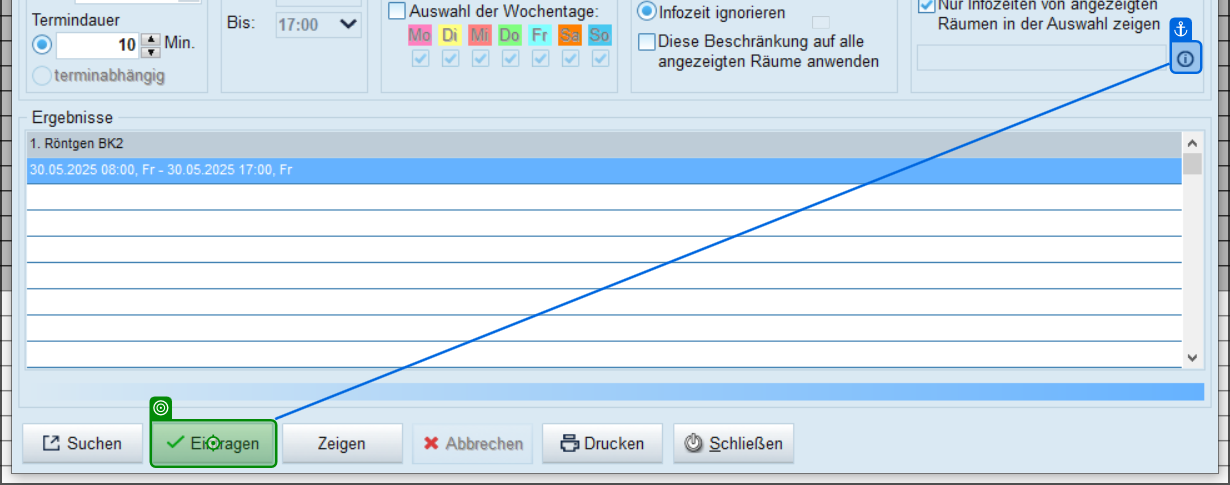 Termindauer
10 Min.
terminabhängig
Bis: 17:00
Auswahl der Wochentage:
Mo Di Mi Do Fr Sa So
Infozeit ignorieren
Diese Beschränkung auf alle
angezeigten Räume anwenden
Nur Infozeiten von angezeigten
Räumen in der Auswahl zeigen
Ergebnisse
1. Röntgen BK2
30.05.2025 08:00, Fr - 30.05.2025 17:00, Fr
Suchen Eintragen Zeigen Abbrechen Drucken Schließen